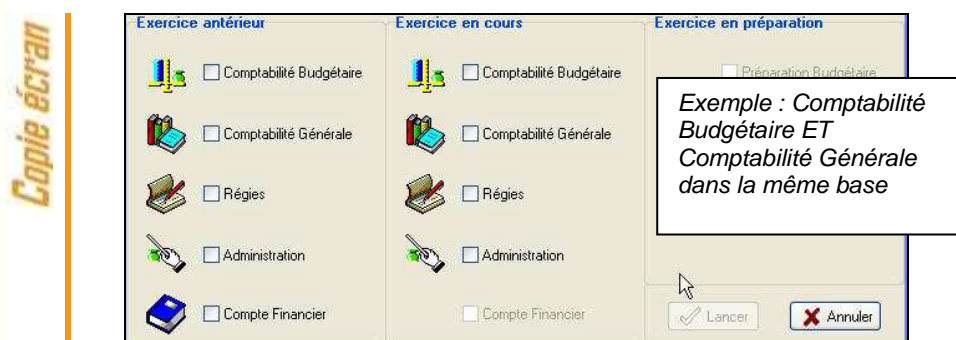 Copie écran
Exercice antérieur
Comptabilité Budgétaire
Comptabilité Générale
Régies
Administration
Compte Financier
Exercice en cours
Comptabilité Budgétaire
Comptabilité Générale
Régies
Administration
Compte Financier
Exercice en préparation
Préparation Budgétaire
Exemple : Comptabilité
Budgétaire ET
Comptabilité Générale
dans la même base
Lancer
Annuler